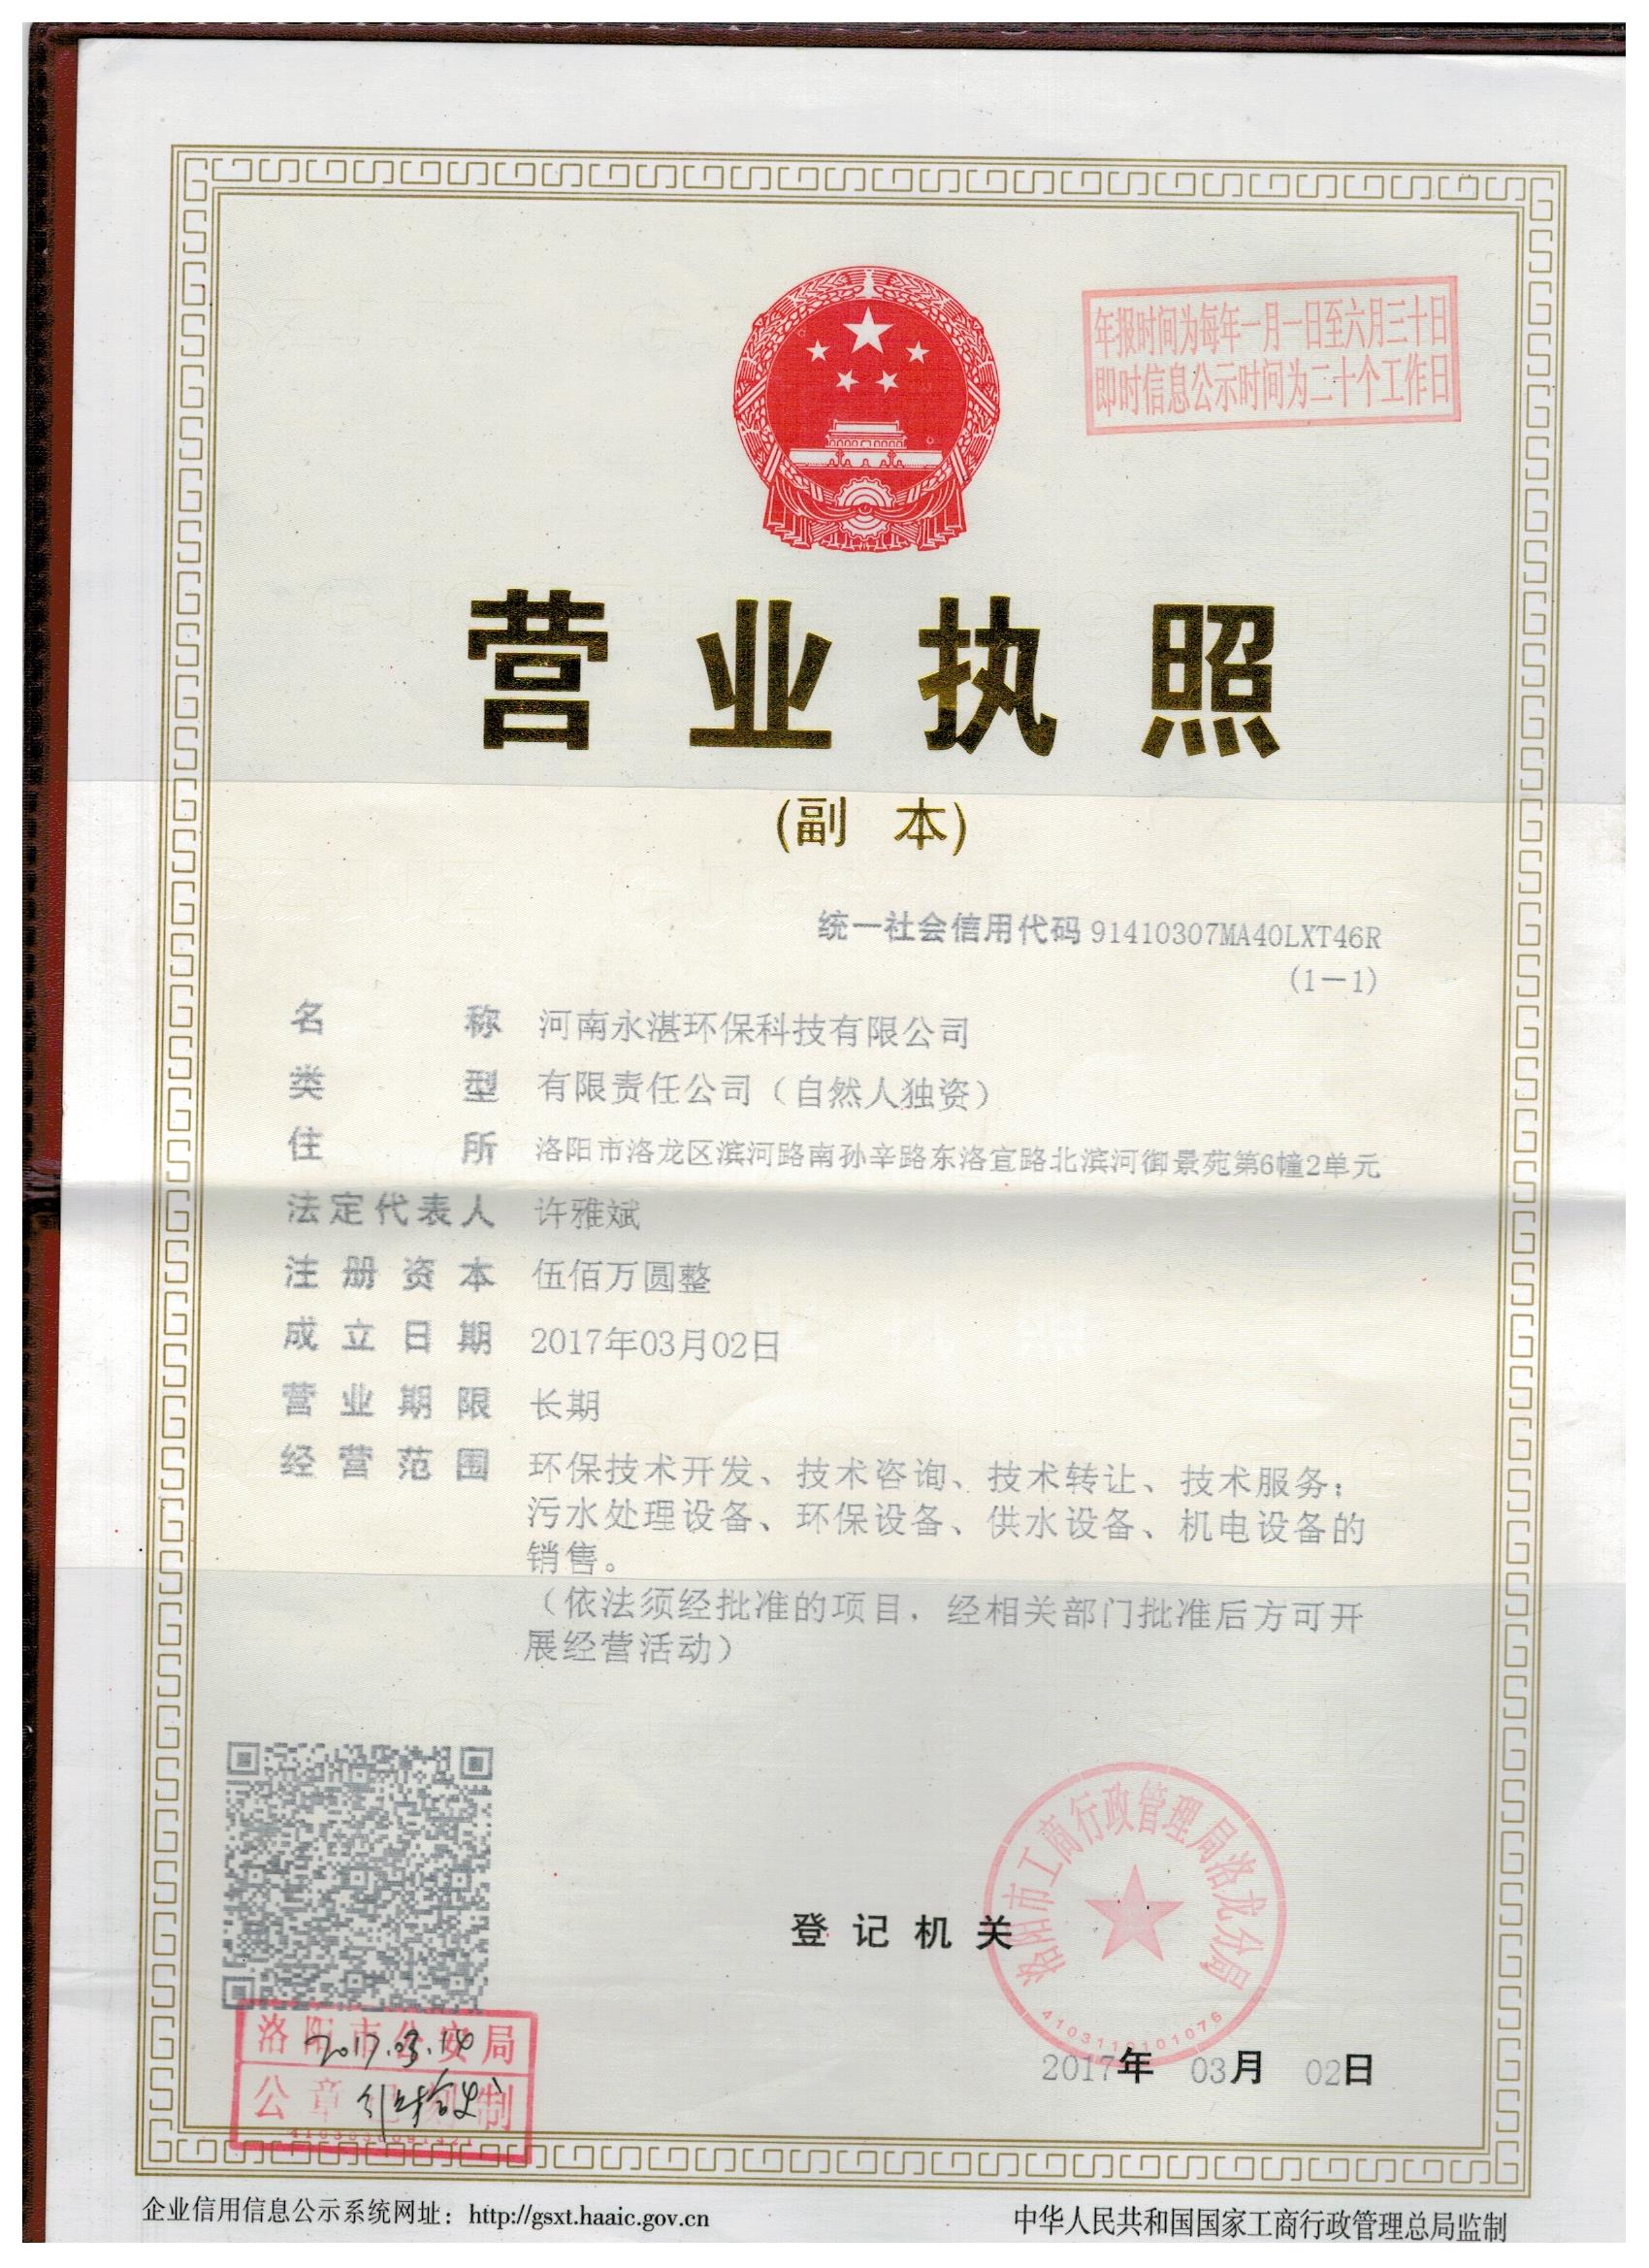 年报时间为每年一月一日至六月三十日
即时信息公示时间为二十个工作日
营业执照
(副 本)
统一社会信用代码 91410307MA40LXT46R
(1-1)
名称 河南永湛环保科技有限公司
类型 有限责任公司（自然人独资）
住所 洛阳市洛龙区滨河路南孙辛路东洛宜路北滨河御景苑第6幢2单元
法定代表人 许雅斌
注册资本 伍佰万圆整
成立日期 2017年03月02日
营业期限 长期
经营范围 环保技术开发、技术咨询、技术转让、技术服务；
污水处理设备、环保设备、供水设备、机电设备的
销售。
（依法须经批准的项目，经相关部门批准后方可开
展经营活动）
洛阳市工商行政管理局洛龙分局
登记机关
2017年 03月 02日
洛阳市公安局
2017.03.
公章 刻制
企业信用信息公示系统网址：http://gsxt.haaic.gov.cn
中华人民共和国国家工商行政管理总局监制